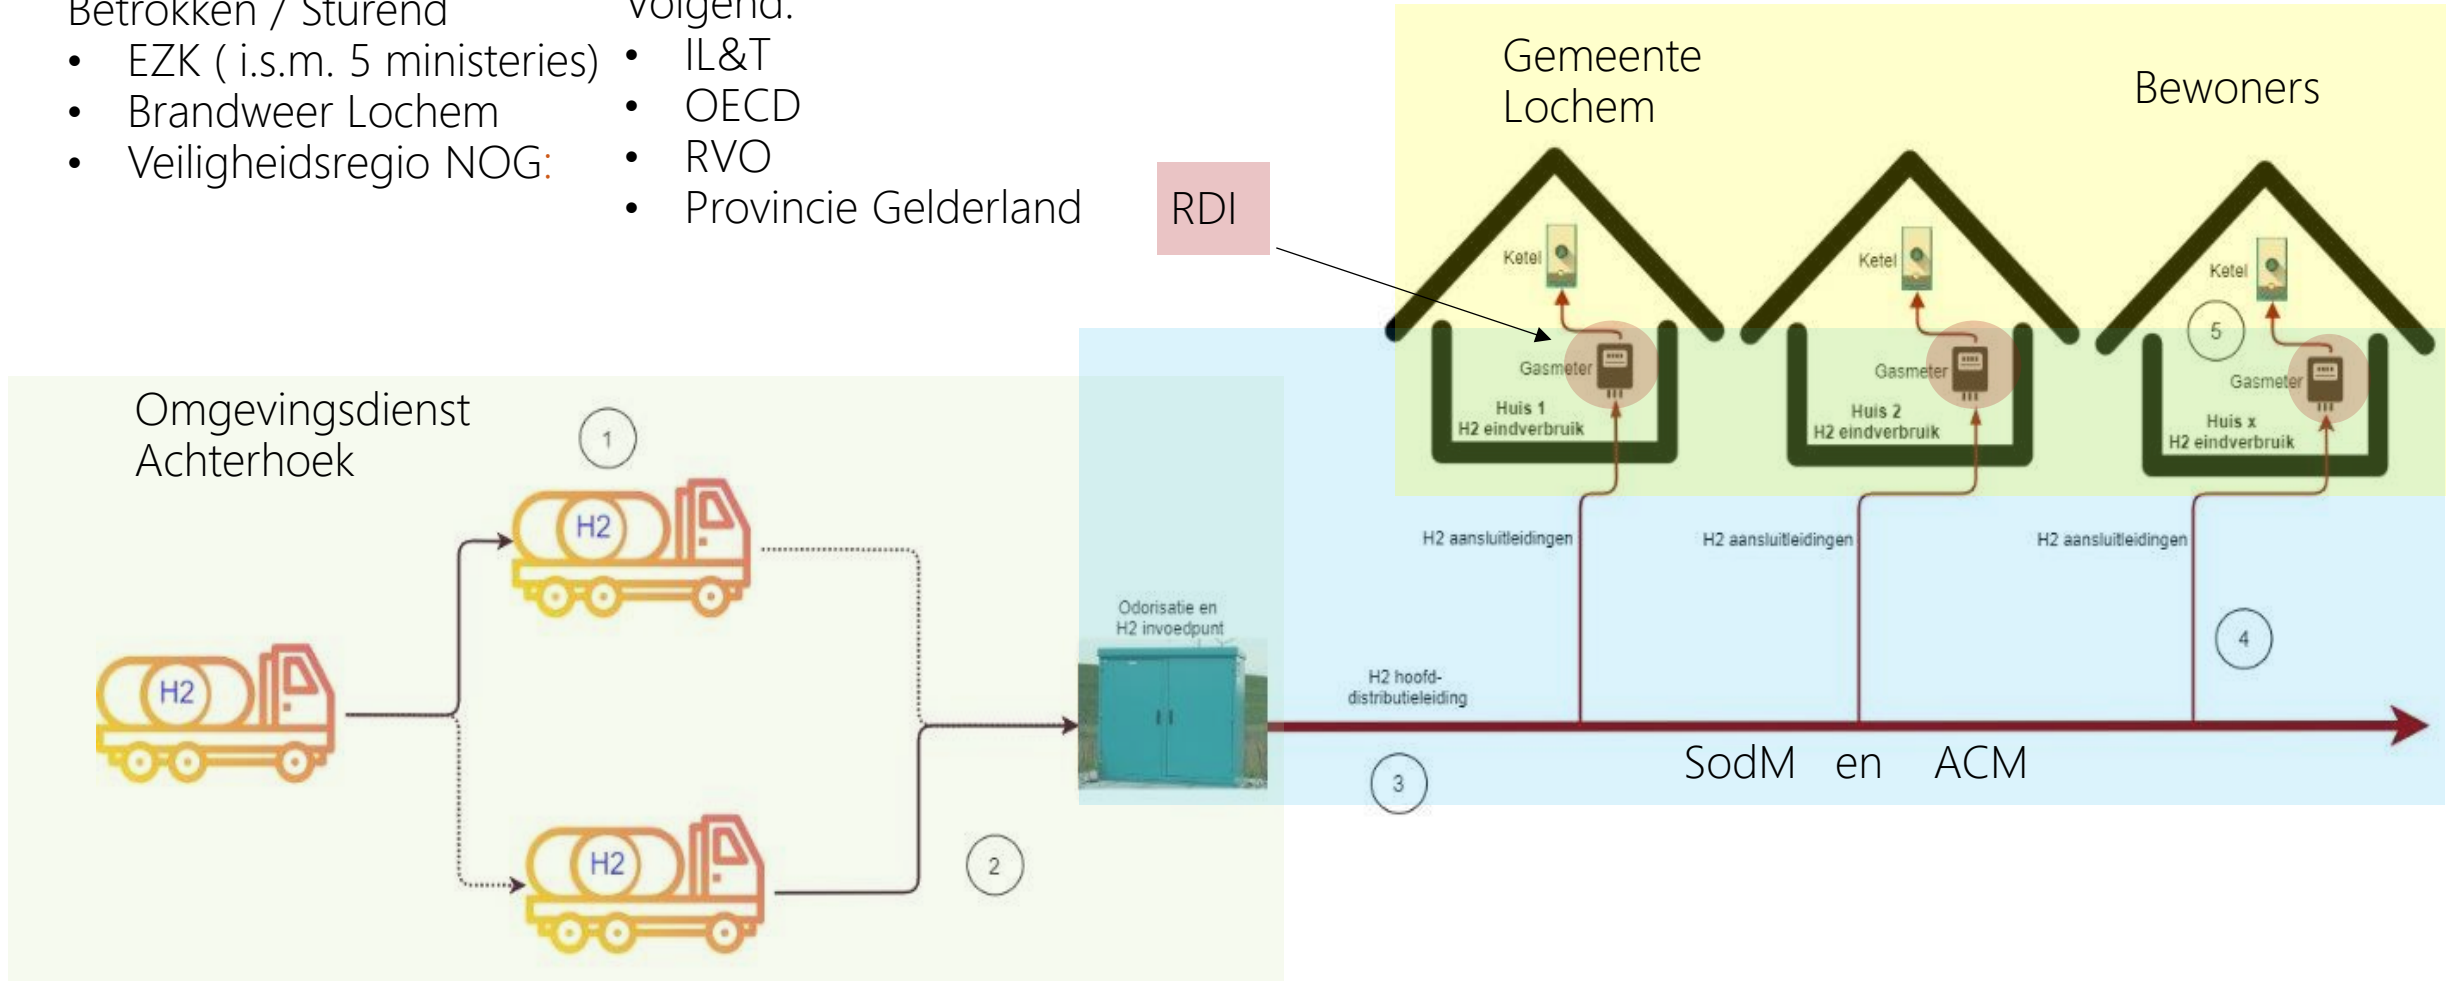 Betrokken / Sturend
• EZK ( i.s.m. 5 ministeries)
• Brandweer Lochem
• Veiligheidsregio NOG:
Volgend:
• IL&T
• OECD
• RVO
• Provincie Gelderland
RDI
Gemeente
Lochem
Bewoners
Ketel
Gasmeter
Huis 1
H2 eindverbruik
Ketel
Gasmeter
Huis 2
H2 eindverbruik
Ketel
5
Gasmeter
Huis x
H2 eindverbruik
Omgevingsdienst
Achterhoek
1
H2
H2
H2
2
Odorisatie en
H2 invoedpunt
H2 aansluitleidingen
H2 aansluitleidingen
H2 aansluitleidingen
4
H2 hoofd-
distributieleiding
3
SodM en ACM